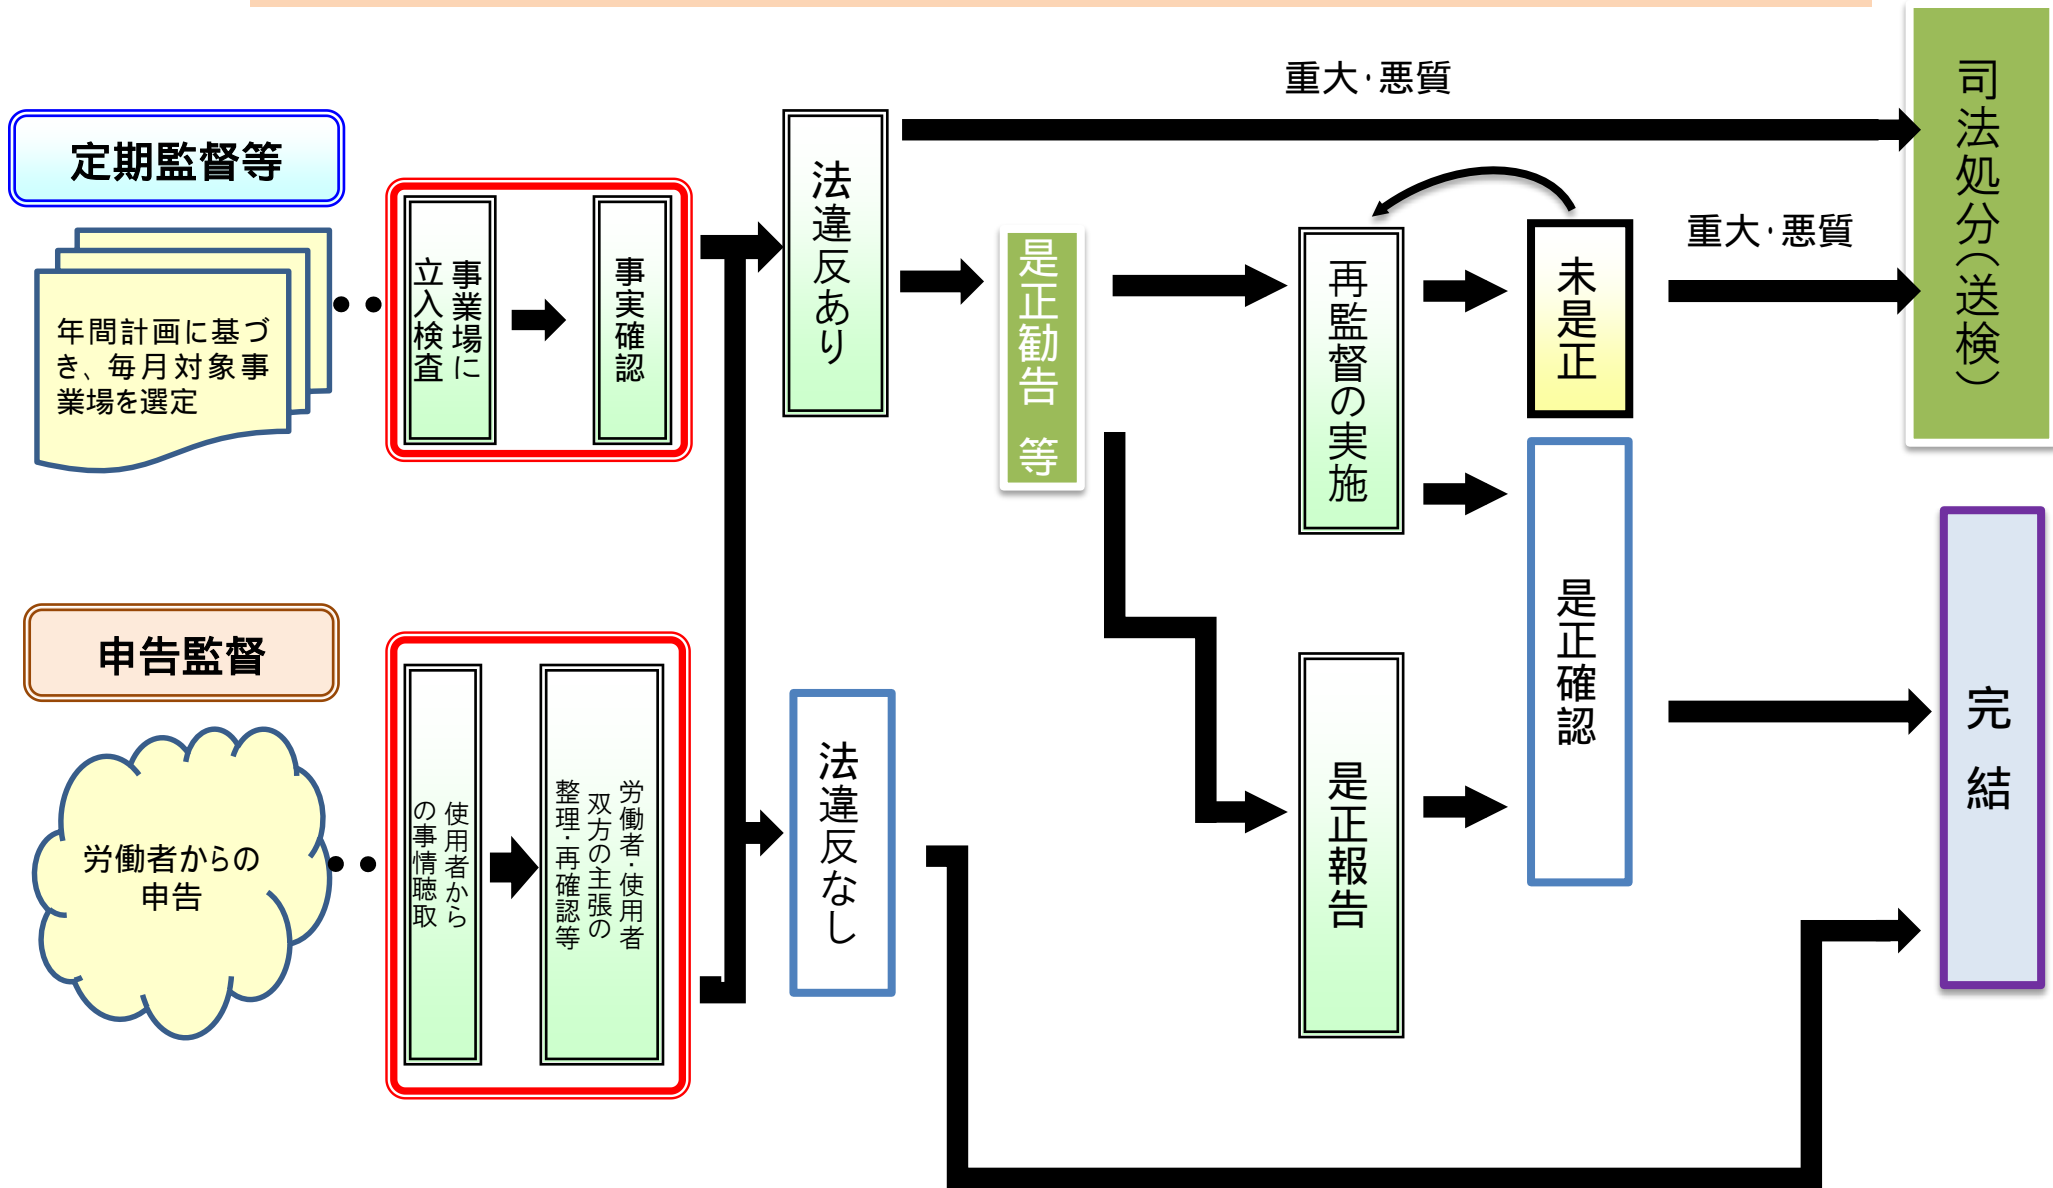 定期監督等
年間計画に基づ
き、毎月対象事
業場を選定
事業場に
立入検査
事実確認
申告監督
労働者からの
申告
使用者から
の事情聴取
労働者・使用者
双方の主張の
整理・再確認等
法違反あり
法違反なし
重大・悪質
是正勧告 等
再監督の実施
是正報告
未是正
是正確認
重大・悪質
司法処分（送検）
完結